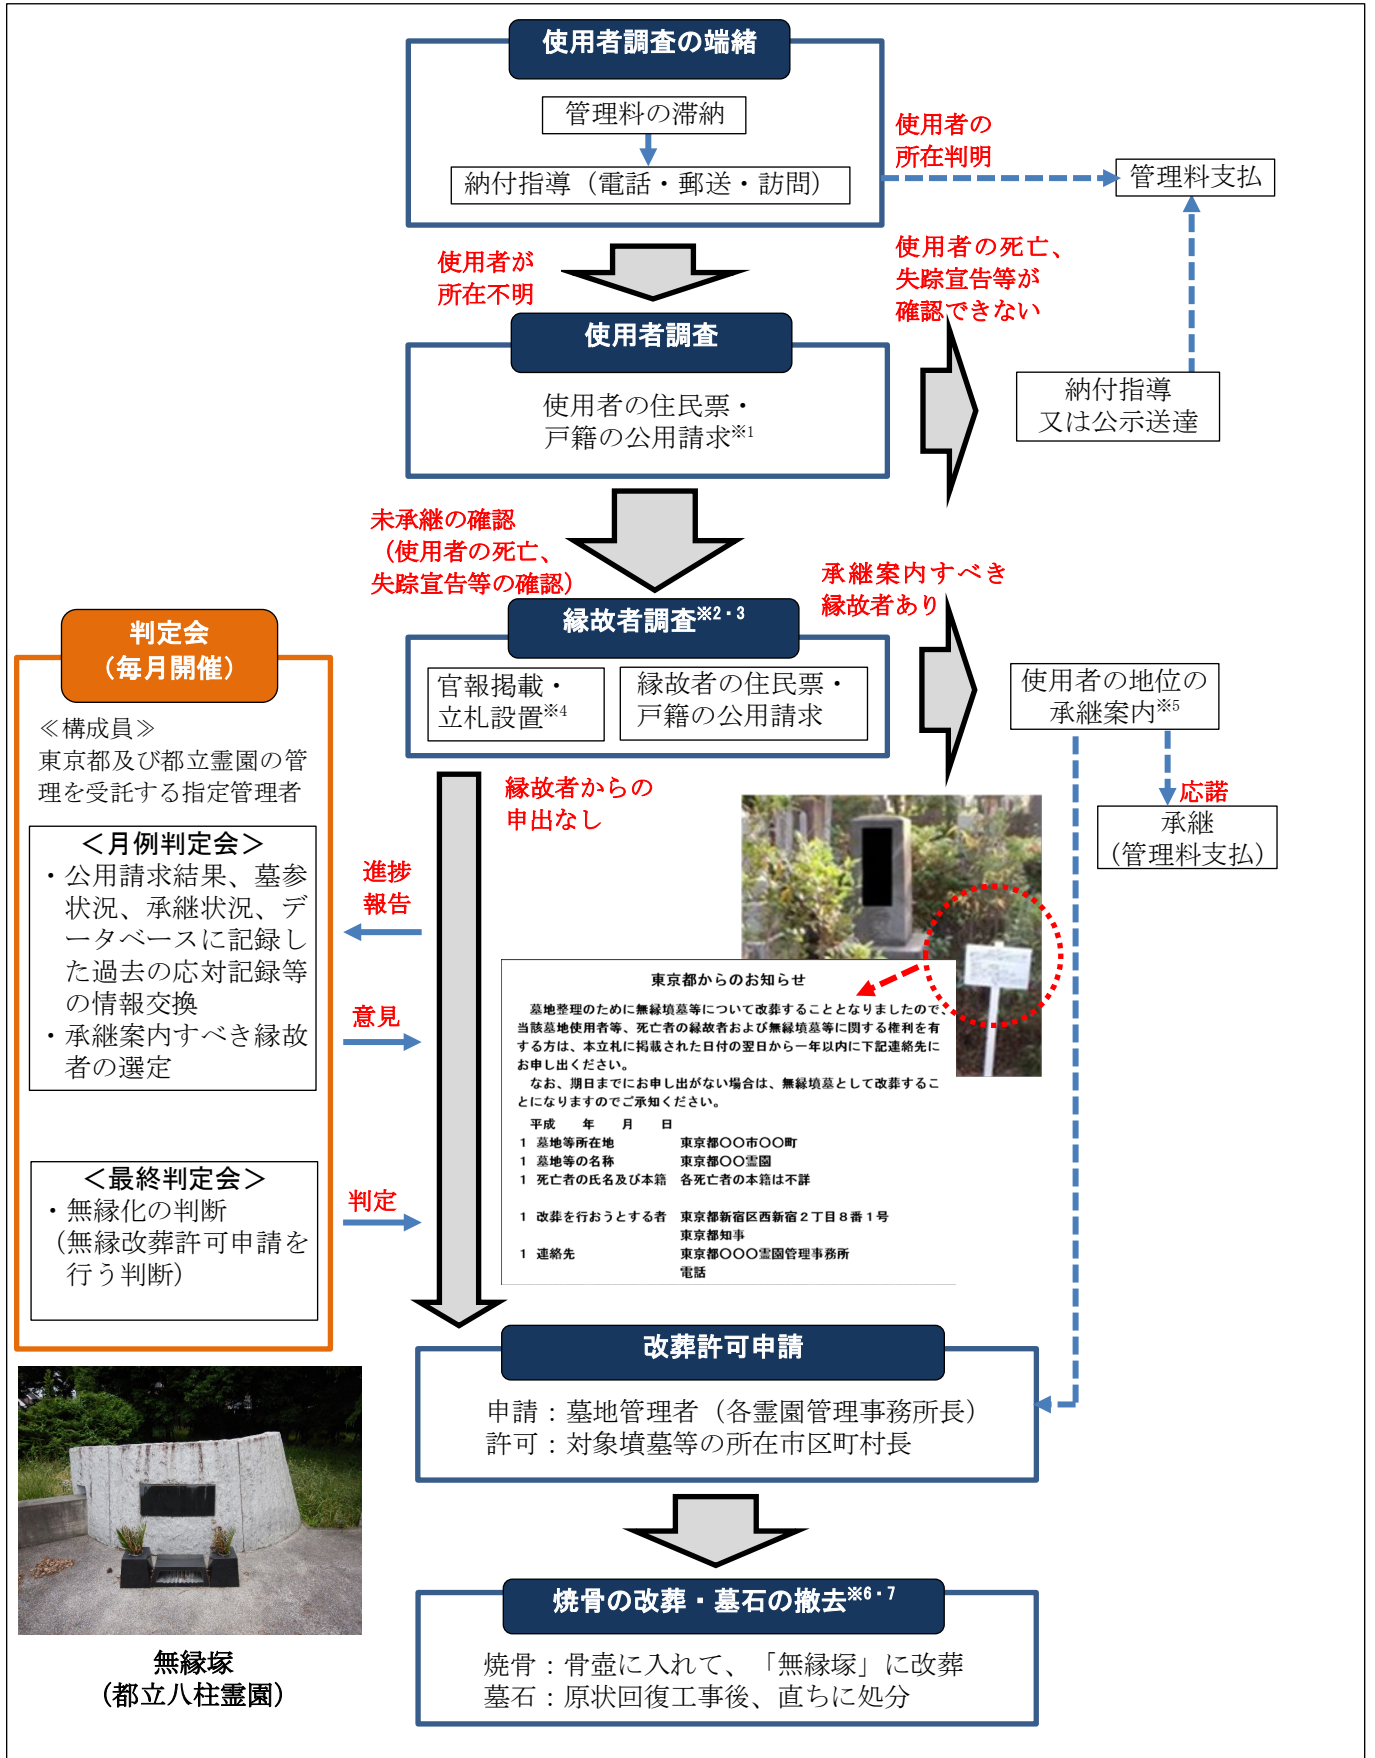 使用者調査の端緒
管理料の滞納
納付指導（電話・郵送・訪問）
使用者の
所在判明
管理料支払
使用者が
所在不明
使用者の死亡、
失踪宣告等が
確認できない
使用者調査
使用者の住民票・
戸籍の公用請求※1
納付指導
又は公示送達
未承継の確認
（使用者の死亡、
失踪宣告等の確認）
承継案内すべき
縁故者あり
縁故者調査※2・3
官報掲載・
立札設置※4
縁故者の住民票・
戸籍の公用請求
使用者の地位の
承継案内※5
応諾
承継
（管理料支払）
判定会
（毎月開催）
≪構成員≫
東京都及び都立霊園の管
理を受託する指定管理者
＜月例判定会＞
・公用請求結果、墓参
状況、承継状況、デ
ータベースに記録し
た過去の応対記録等
の情報交換
・承継案内すべき縁故
者の選定
＜最終判定会＞
・無縁化の判断
（無縁改葬許可申請を
行う判断）
縁故者からの
申出なし
進捗
報告
意見
判定
東京都からのお知らせ
墓地整理のために無縁墳墓等について改葬することとなりましたので、
当該墓地使用者等、死亡者の縁故者および無縁墳墓等に関する権利を有
する方は、本立札に掲載された日付の翌日から一年以内に下記連絡先に
お申し出ください。
なお、期日までにお申し出がない場合は、無縁墳墓として改葬するこ
とになりますのでご承知ください。
平成　年　月　日
1 墓地等所在地　東京都〇〇市〇〇町
1 墓地等の名称　東京都〇〇霊園
1 死亡者の氏名及び本籍　各死亡者の本籍は不詳
1 改葬を行おうとする者　東京都新宿区西新宿２丁目８番１号
東京都知事
1 連絡先　東京都〇〇〇霊園管理事務所
電話
改葬許可申請
申請：墓地管理者（各霊園管理事務所長）
許可：対象墳墓等の所在市区町村長
焼骨の改葬・墓石の撤去※6・7
焼骨：骨壺に入れて、「無縁塚」に改葬
墓石：原状回復工事後、直ちに処分
無縁塚
（都立八柱霊園）